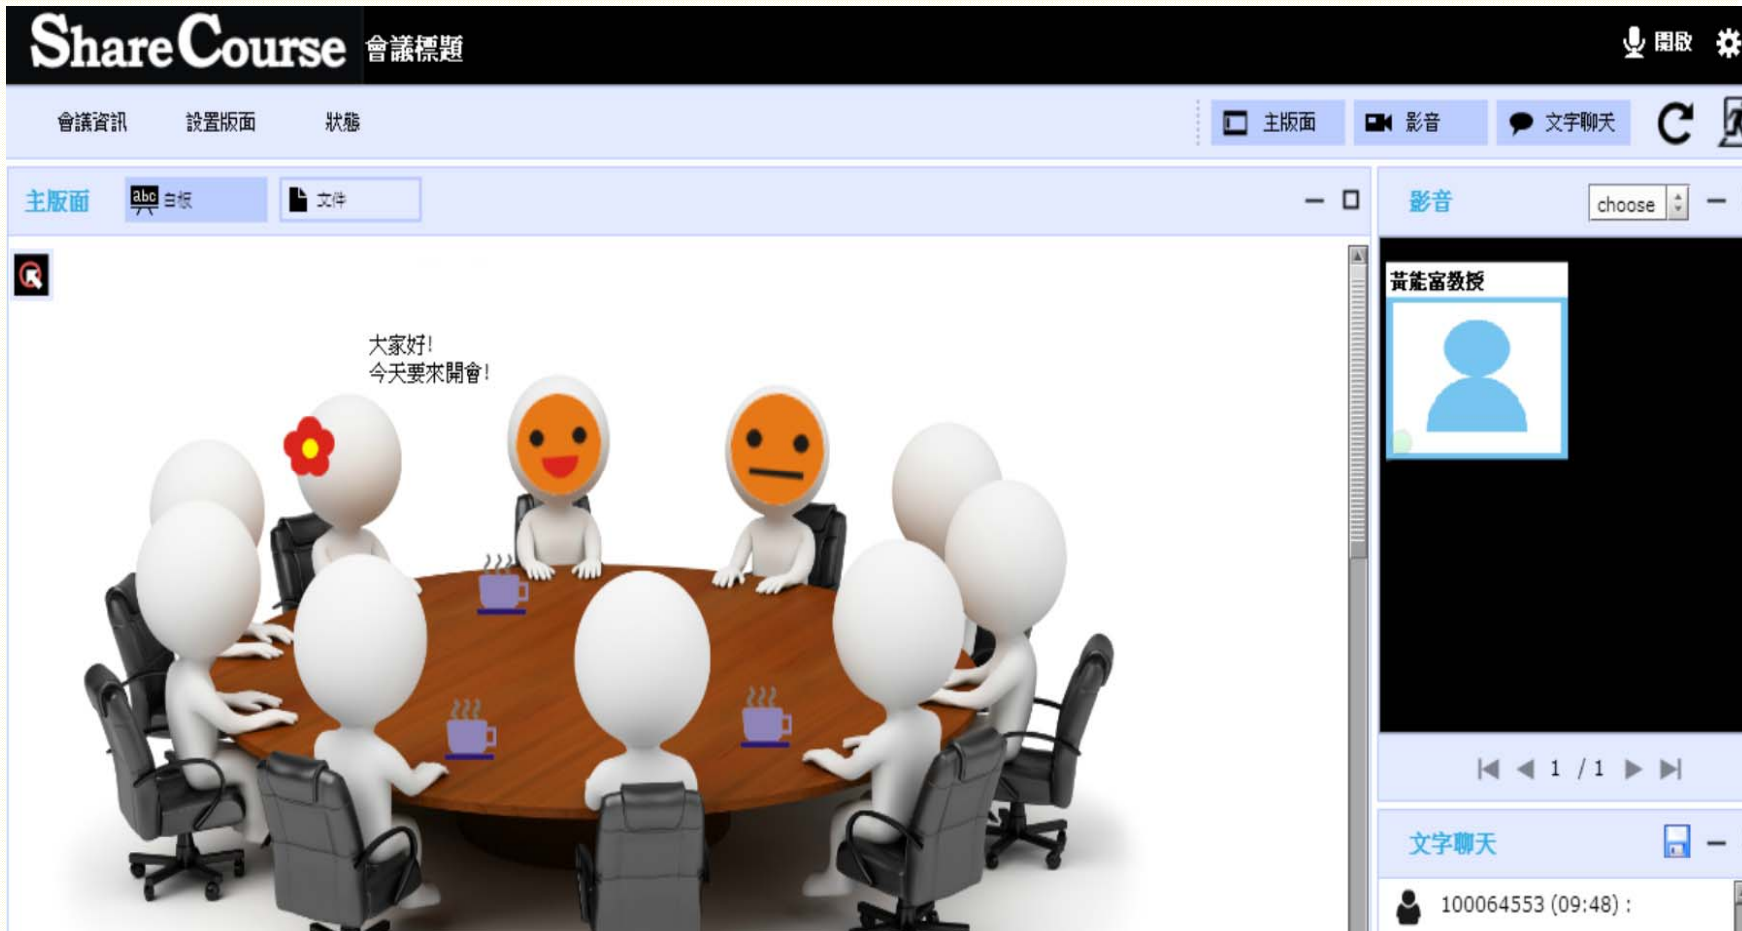 ShareCourse 會議標題 開啟
會議資訊 設置版面 狀態 主版面 影音 文字聊天
主版面 abc 白板 文件 影音 choose
黃能富教授
大家好!
今天要來開會!
1 / 1
文字聊天
100064553 (09:48) :